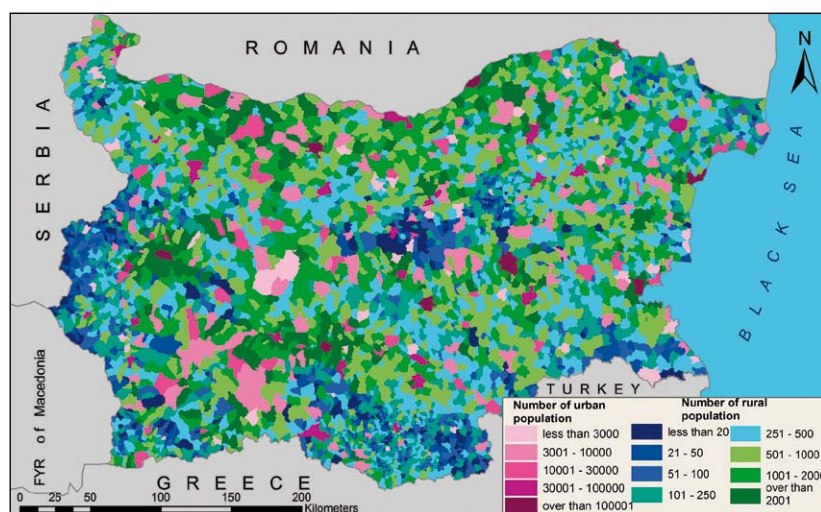 ROMANIA
N
SERBIA
BLACK SEA
FYR of Macedonia
TURKEY
GREECE
Number of urban population
less than 3000
3001 - 10000
10001 - 30000
30001 - 100000
over than 100001
Number of rural population
less than 20
21 - 50
51 - 100
101 - 250
251 - 500
501 - 1000
1001 - 2000
over than 2001
0 12,5 25 50 100 150 200
Kilometers